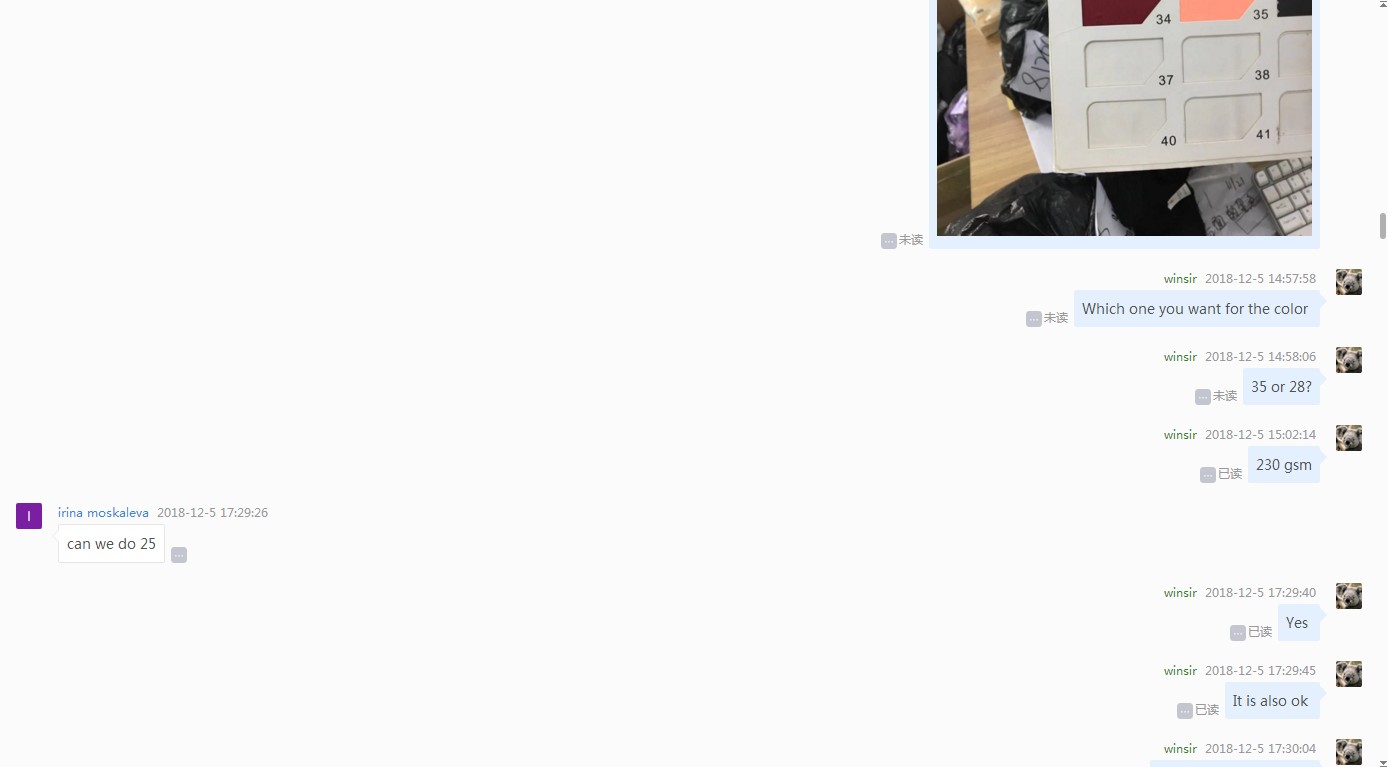 34
35
37
38
40
41
未读
winsir 2018-12-5 14:57:58
Which one you want for the color
未读
winsir 2018-12-5 14:58:06
35 or 28?
未读
winsir 2018-12-5 15:02:14
230 gsm
已读
I
irina moskaleva 2018-12-5 17:29:26
can we do 25
winsir 2018-12-5 17:29:40
Yes
已读
winsir 2018-12-5 17:29:45
It is also ok
已读
winsir 2018-12-5 17:30:04